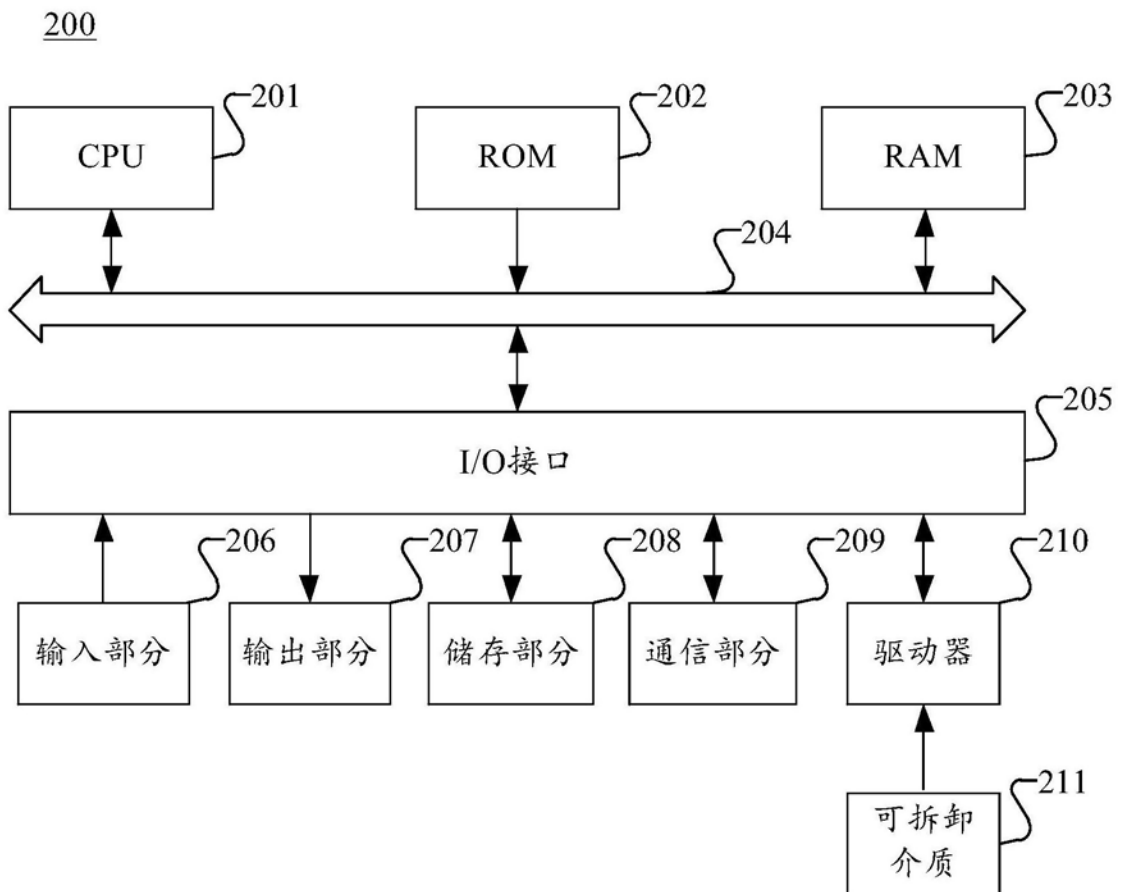 200
201
202
203
CPU
ROM
RAM
204
205
I/O接口
206
207
208
209
210
输入部分
输出部分
储存部分
通信部分
驱动器
211
可拆卸
介质